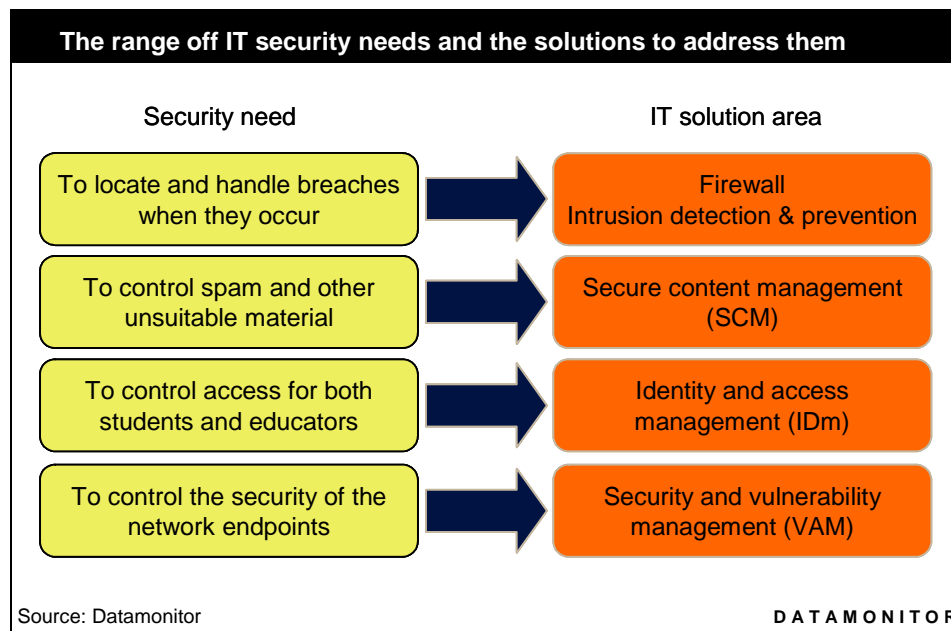 The range off IT security needs and the solutions to address them
Security need
IT solution area
To locate and handle breaches
when they occur
Firewall
Intrusion detection & prevention
To control spam and other
unsuitable material
Secure content management
(SCM)
To control access for both
students and educators
Identity and access
management (IDm)
To control the security of the
network endpoints
Security and vulnerability
management (VAM)
Source: Datamonitor
DATAMONITOR